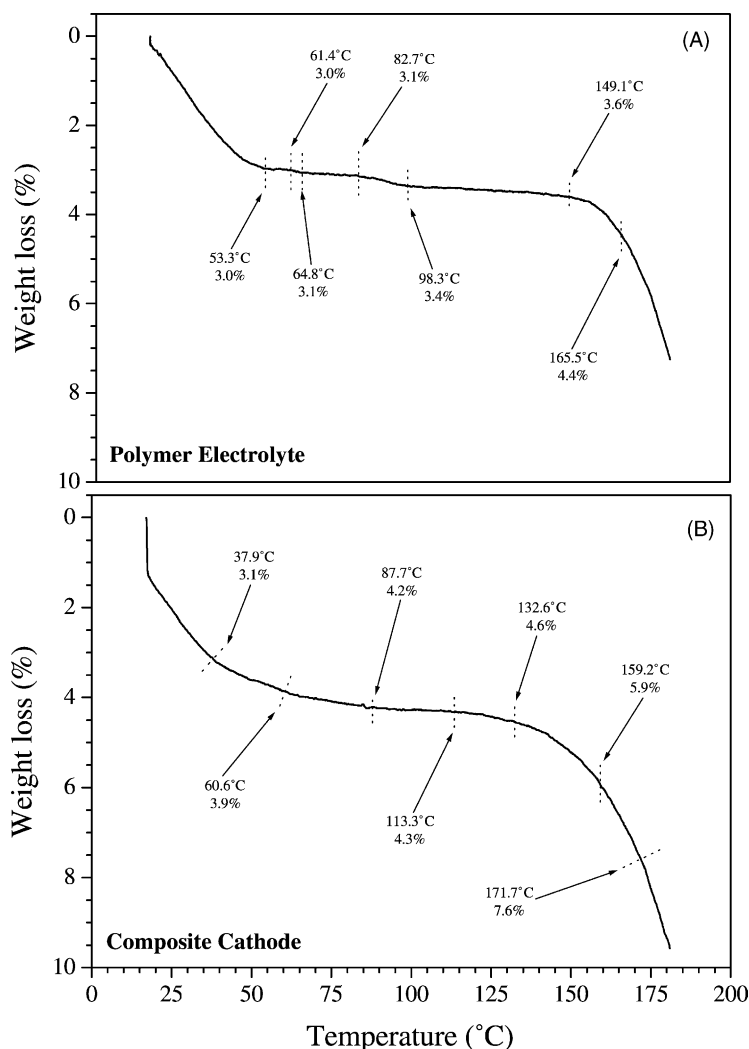 (A)
0
2
4
6
8
10
Weight loss (%)
61.4˚C
3.0%
82.7˚C
3.1%
149.1˚C
3.6%
53.3˚C
3.0%
64.8˚C
3.1%
98.3˚C
3.4%
165.5˚C
4.4%
Polymer Electrolyte
(B)
0
2
4
6
8
10
Weight loss (%)
37.9˚C
3.1%
87.7˚C
4.2%
132.6˚C
4.6%
159.2˚C
5.9%
60.6˚C
3.9%
113.3˚C
4.3%
171.7˚C
7.6%
Composite Cathode
0 25 50 75 100 125 150 175 200
Temperature (˚C)